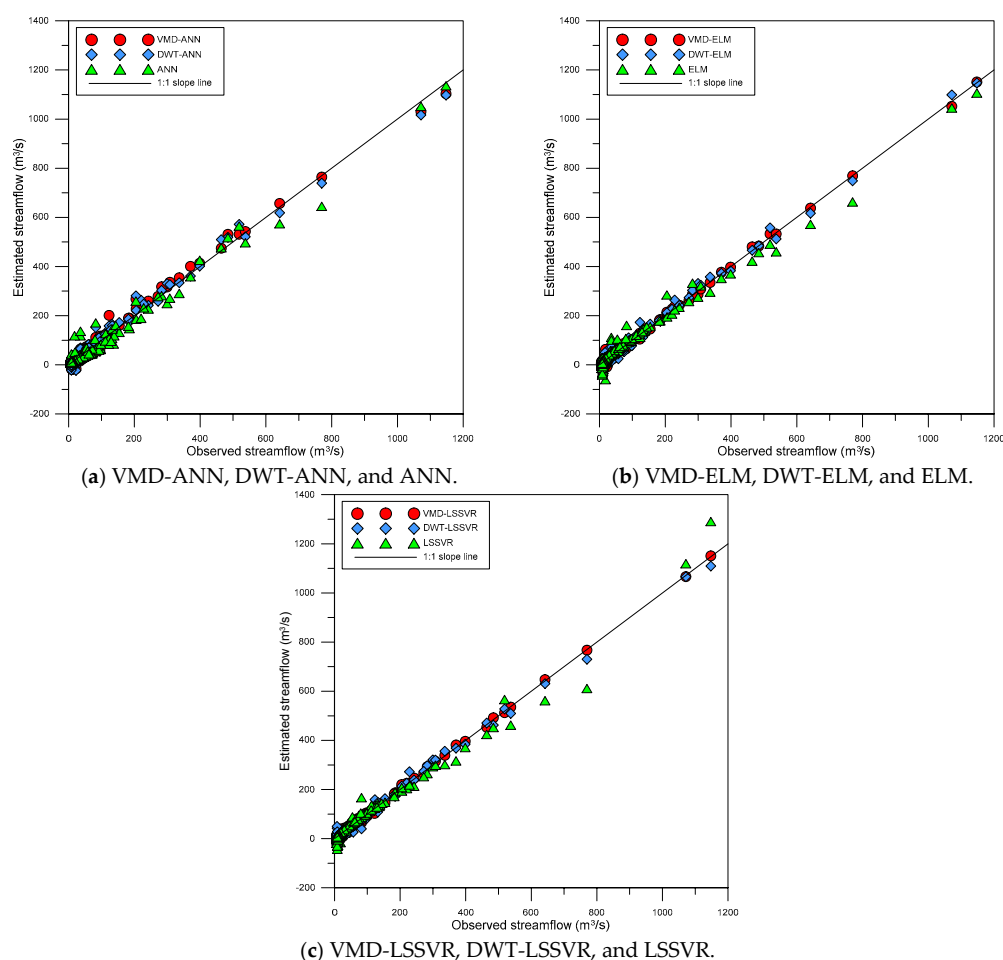 1400
1200
1000
800
600
400
200
0
-200
Estimated streamflow (m³/s)
VMD-ANN
DWT-ANN
ANN
1:1 slope line
0 200 400 600 800 1000 1200
Observed streamflow (m³/s)
(a) VMD-ANN, DWT-ANN, and ANN.
1400
1200
1000
800
600
400
200
0
-200
Estimated streamflow (m³/s)
VMD-ELM
DWT-ELM
ELM
1:1 slope line
0 200 400 600 800 1000 1200
Observed streamflow (m³/s)
(b) VMD-ELM, DWT-ELM, and ELM.
1400
1200
1000
800
600
400
200
0
-200
Estimated streamflow (m³/s)
VMD-LSSVR
DWT-LSSVR
LSSVR
1:1 slope line
0 200 400 600 800 1000 1200
Observed streamflow (m³/s)
(c) VMD-LSSVR, DWT-LSSVR, and LSSVR.